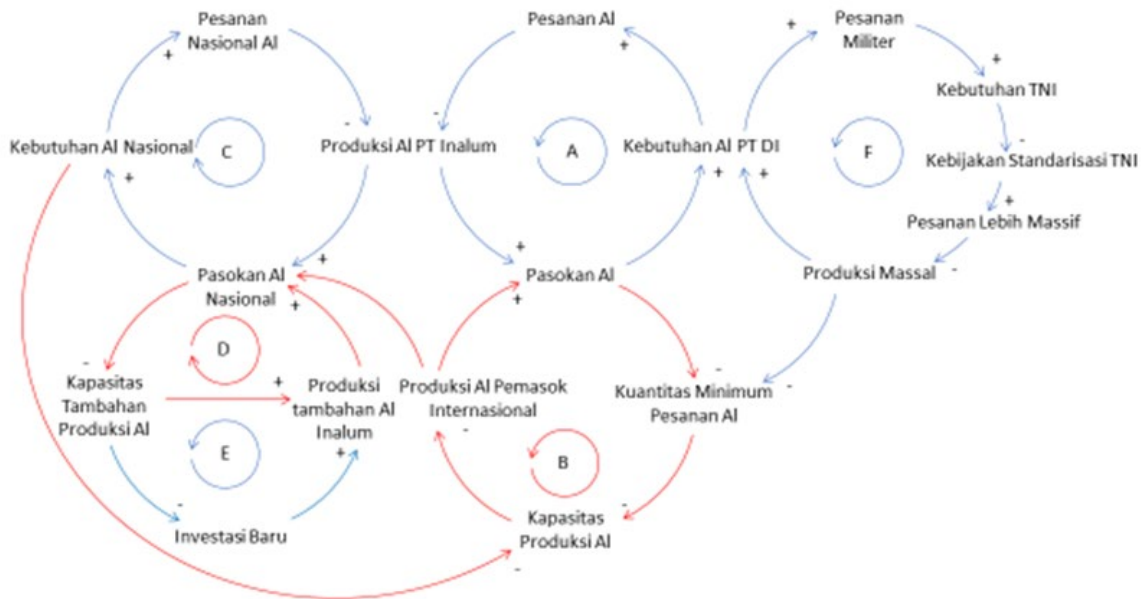 Pesanan
Nasional Al
Pesanan Al
+
Pesanan
Militer
+
+
+
Kebutuhan TNI
Kebutuhan Al Nasional
C
-
Produksi Al PT Inalum
-
A
Kebutuhan Al PT DI
F
-
Kebijakan Standarisasi TNI
+
+
+
+
Pesanan Lebih Massif
+
+
Pasokan Al
Nasional
Pasokan Al
Produksi Massal
-
+
+
D
-
Kapasitas
Tambahan
Produksi Al
+
Produksi
tambahan Al
Inalum
Produksi Al Pemasok
Internasional
-
Kuantitas Minimum
Pesanan Al
-
-
E
+
B
-
Investasi Baru
-
Kapasitas
Produksi Al
-